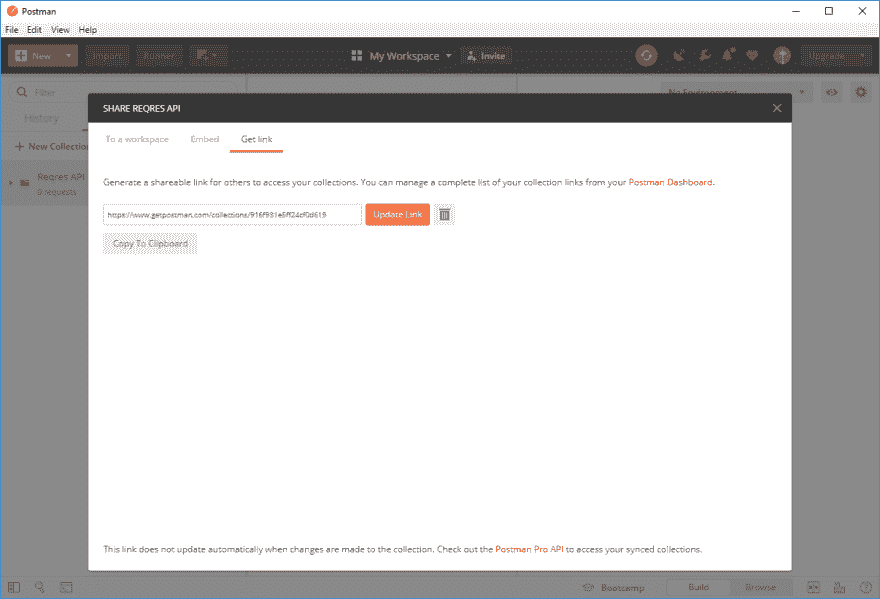 Postman
File Edit View Help
New Import Runner My Workspace Invite Upgrade
Filter No Environment
History
New Collection
Reqres API
0 requests
SHARE REQRES API
To a workspace Embed Get link
Generate a shareable link for others to access your collections. You can manage a complete list of your collection links from your Postman Dashboard.
https://www.getpostman.com/collections/916f931e5ff24cf0d619 Update Link
Copy To Clipboard
This link does not update automatically when changes are made to the collection. Check out the Postman Pro API to access your synced collections.
Bootcamp Build Browse